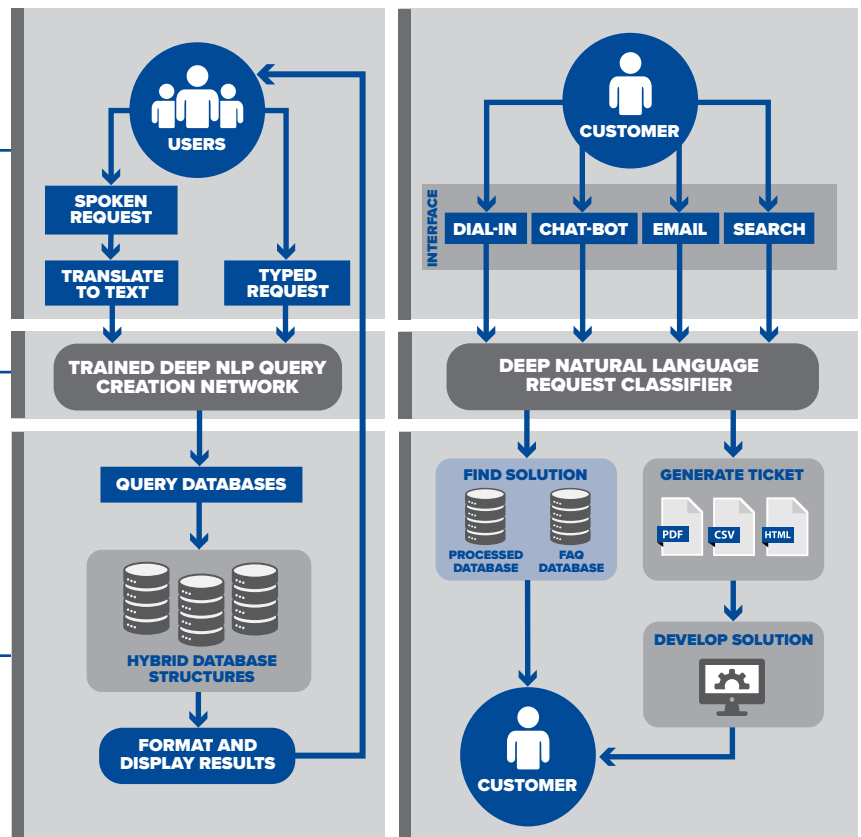 USERS
SPOKEN
REQUEST
TRANSLATE
TO TEXT
TYPED
REQUEST
TRAINED DEEP NLP QUERY
CREATION NETWORK
QUERY DATABASES
HYBRID DATABASE
STRUCTURES
FORMAT AND
DISPLAY RESULTS
CUSTOMER
INTERFACE
DIAL-IN
CHAT-BOT
EMAIL
SEARCH
DEEP NATURAL LANGUAGE
REQUEST CLASSIFIER
FIND SOLUTION
PROCESSED
DATABASE
FAQ
DATABASE
GENERATE TICKET
PDF
CSV
HTML
DEVELOP SOLUTION
CUSTOMER